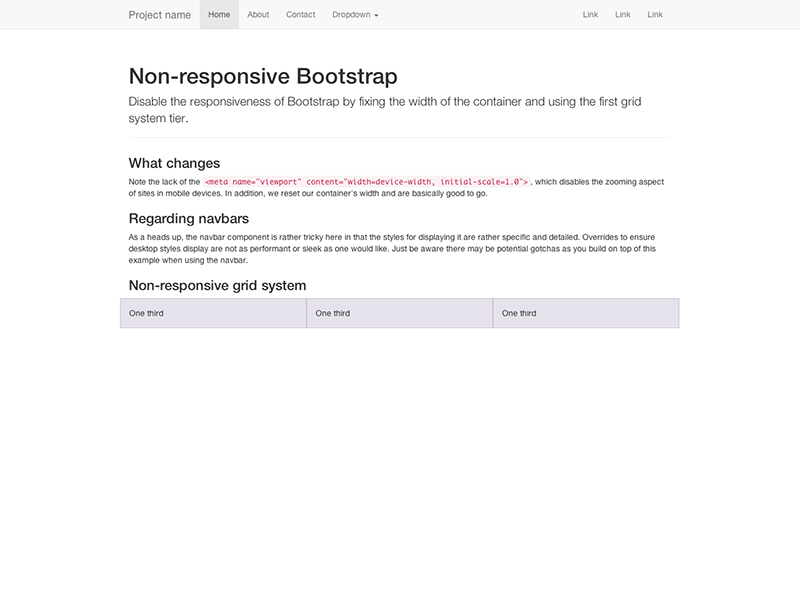 Project name Home About Contact Dropdown Link Link Link
Non-responsive Bootstrap
Disable the responsiveness of Bootstrap by fixing the width of the container and using the first grid
system tier.
What changes
Note the lack of the <meta name="viewport" content="width=device-width, initial-scale=1.0">, which disables the zooming aspect
of sites in mobile devices. In addition, we reset our container's width and are basically good to go.
Regarding navbars
As a heads up, the navbar component is rather tricky here in that the styles for displaying it are rather specific and detailed. Overrides to ensure
desktop styles display are not as performant or sleek as one would like. Just be aware there may be potential gotchas as you build on top of this
example when using the navbar.
Non-responsive grid system
One third One third One third